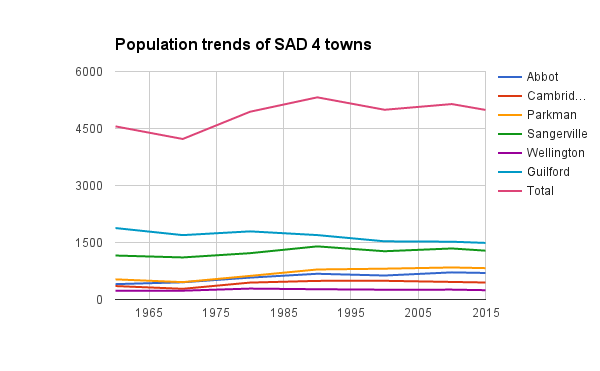 Population trends of SAD 4 towns
6000
4500
3000
1500
0
1965 1975 1985 1995 2005 2015
Abbot
Cambrid…
Parkman
Sangerville
Wellington
Guilford
Total